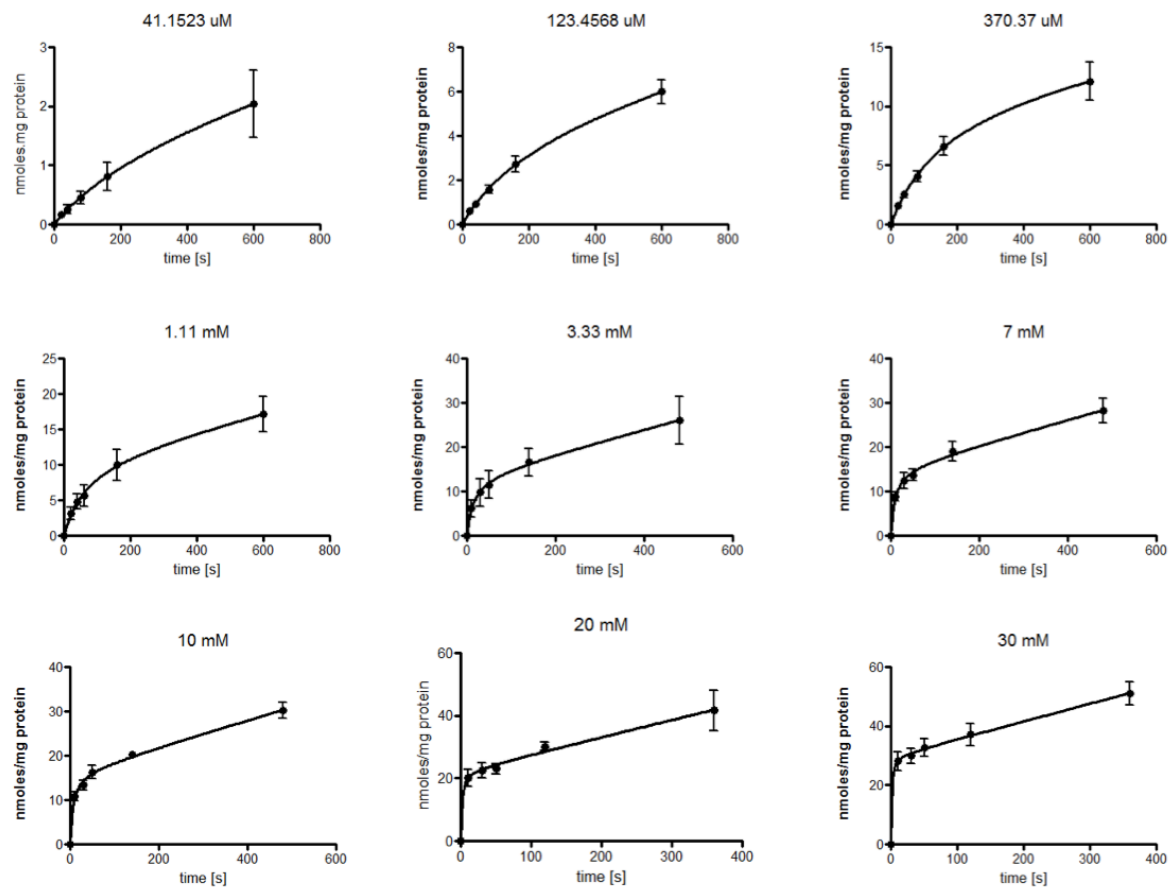 41.1523 uM
nmoles.mg protein
3
2
1
0
0 200 400 600 800
time [s]
123.4568 uM
nmoles/mg protein
8
6
4
2
0
0 200 400 600 800
time [s]
370.37 uM
nmoles/mg protein
15
10
5
0
0 200 400 600 800
time [s]
1.11 mM
nmoles/mg protein
25
20
15
10
5
0
0 200 400 600 800
time [s]
3.33 mM
nmoles/mg protein
40
30
20
10
0
0 200 400 600
time [s]
7 mM
nmoles/mg protein
40
30
20
10
0
0 200 400 600
time [s]
10 mM
nmoles/mg protein
40
30
20
10
0
0 200 400 600
time [s]
20 mM
nmoles/mg protein
60
40
20
0
0 100 200 300 400
time [s]
30 mM
nmoles/mg protein
60
40
20
0
0 100 200 300 400
time [s]